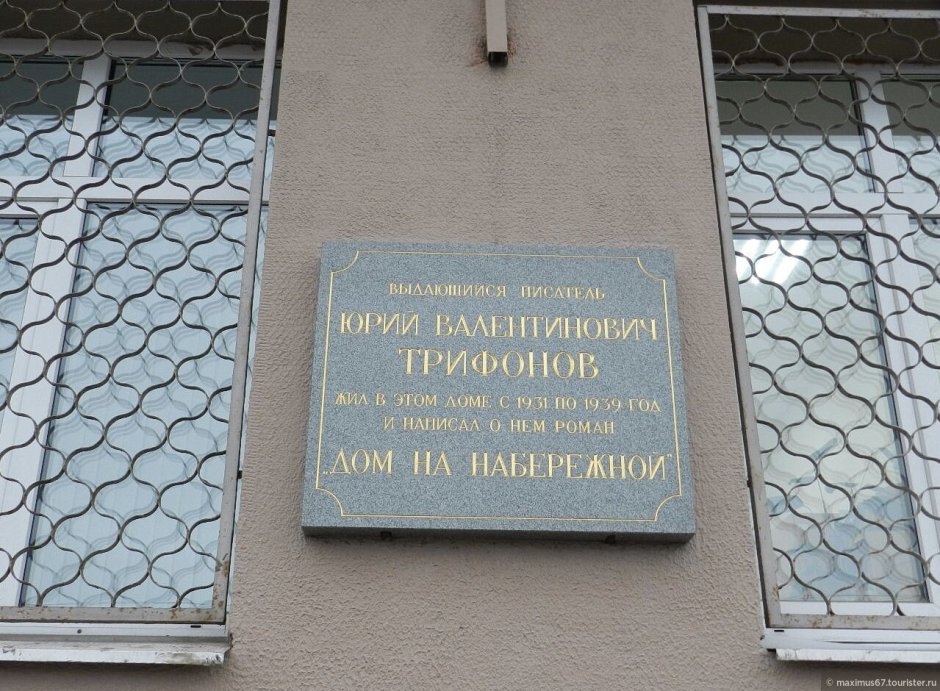 ВЫДАЮЩИЙСЯ ПИСАТЕЛЬ
ЮРИЙ ВАЛЕНТИНОВИЧ
ТРИФОНОВ
ЖИЛ В ЭТОМ ДОМЕ С 1931 ПО 1939 ГОД
И НАПИСАЛ О НЕМ РОМАН
„ДОМ НА НАБЕРЕЖНОЙ"
© maximus67.tourister.ru